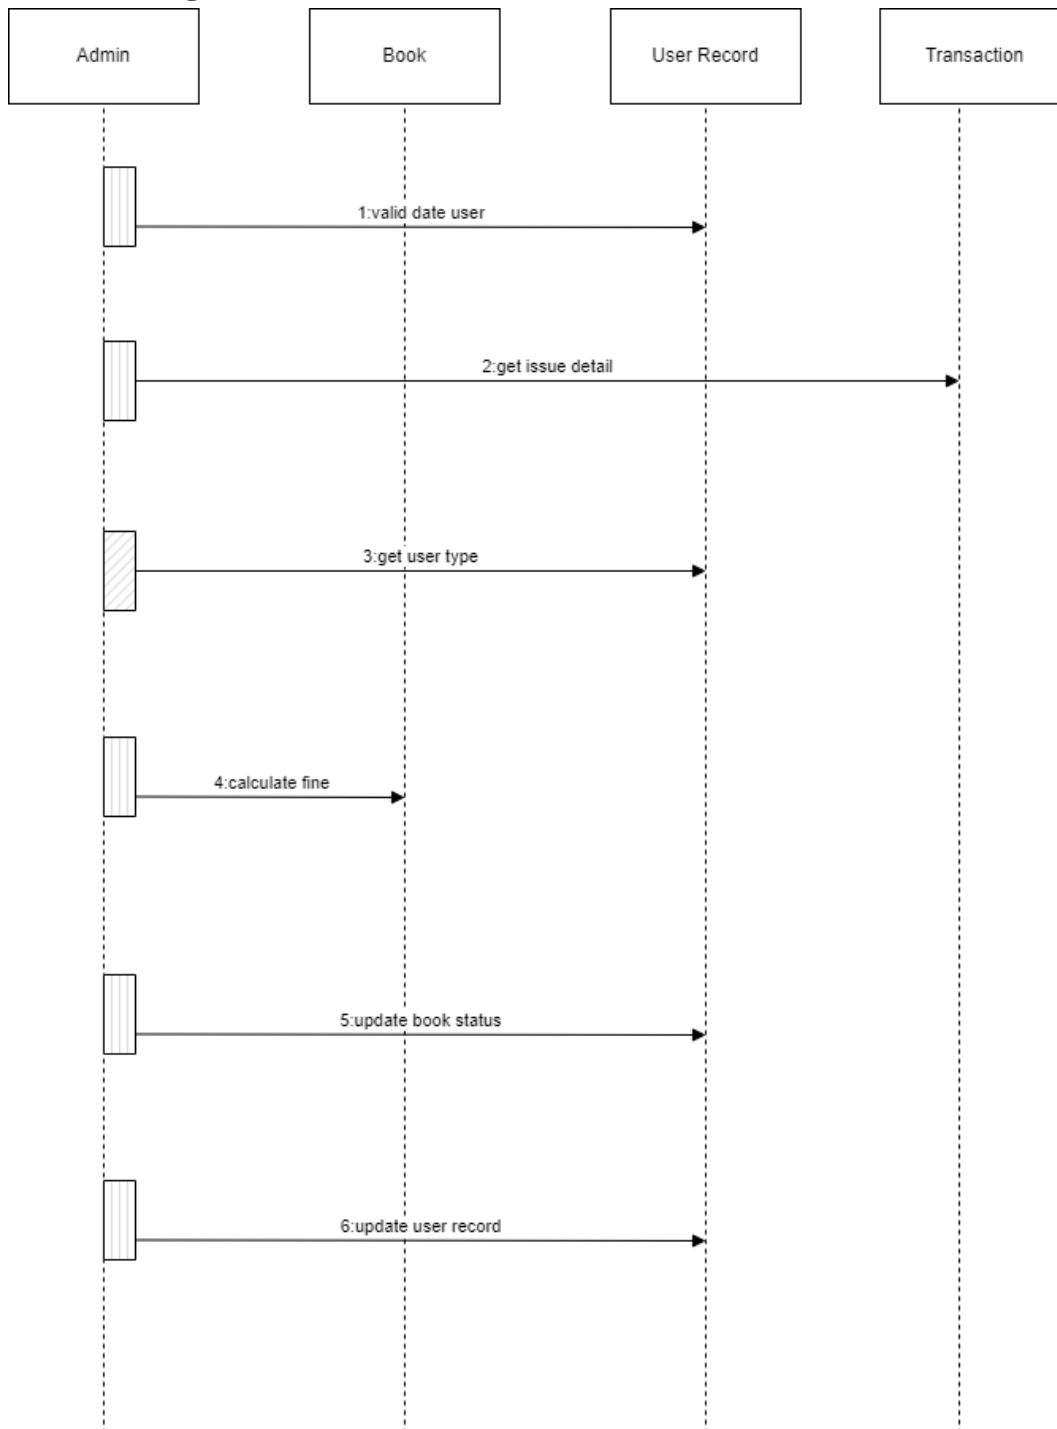 Admin
Book
User Record
Transaction
1:valid date user
2:get issue detail
3:get user type
4:calculate fine
5:update book status
6:update user record